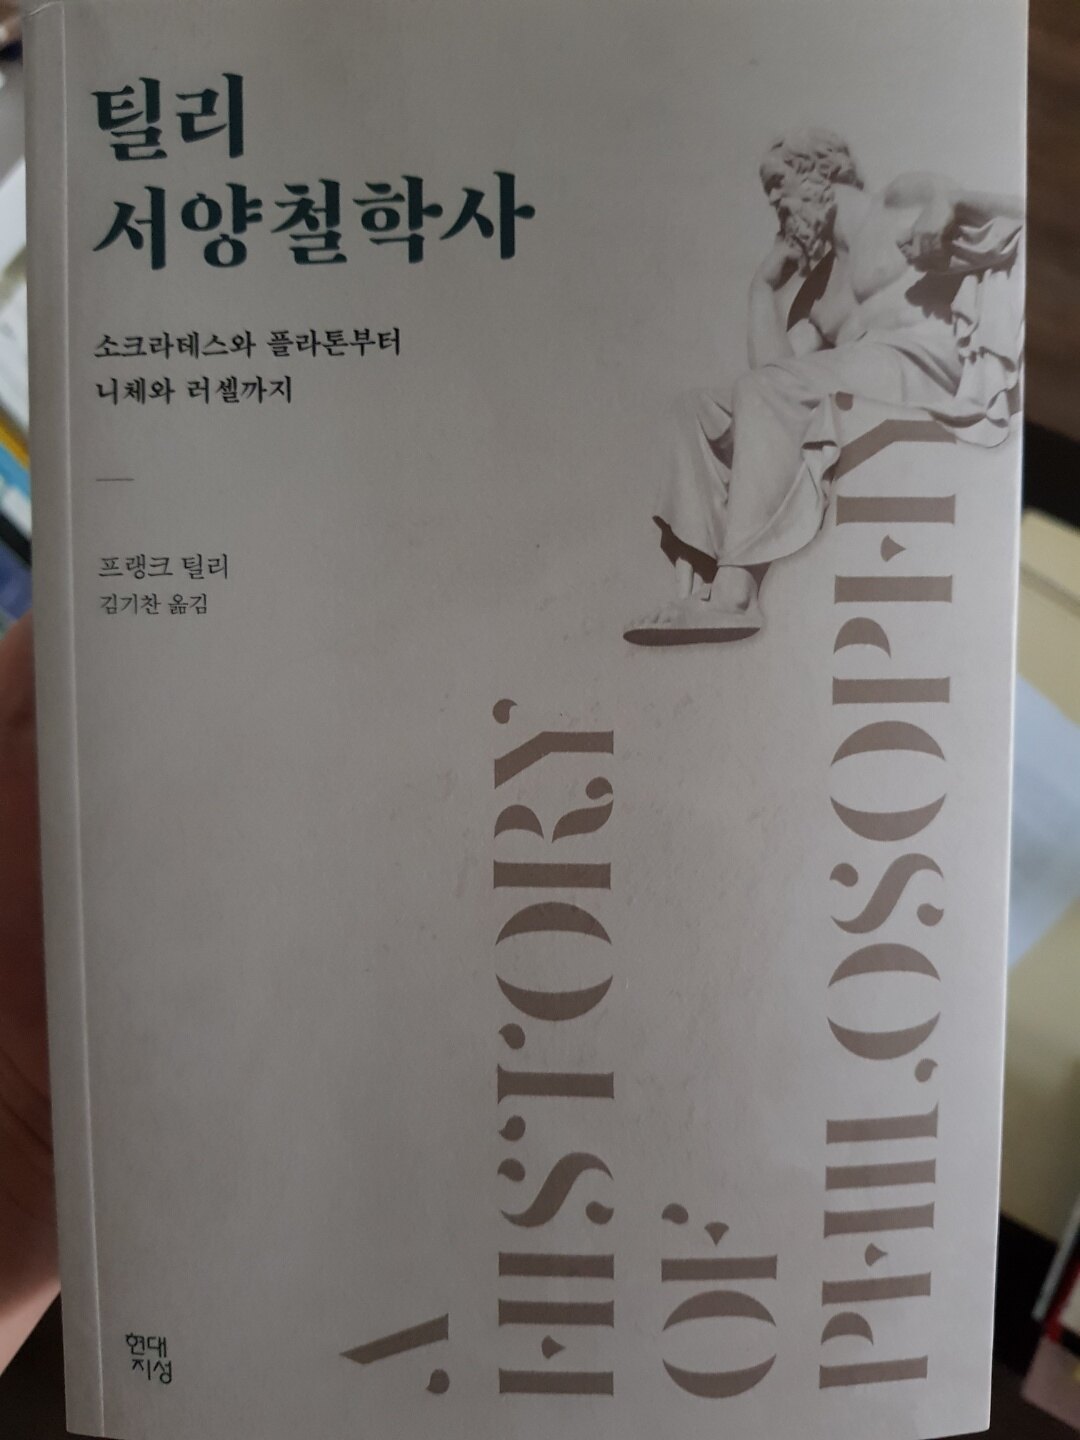 틸리
서양철학사
소크라테스와 플라톤부터
니체와 러셀까지
프랭크 틸리
김기찬 옮김
A
HISTORY
OF
PHILOSOPHY
현대
지성